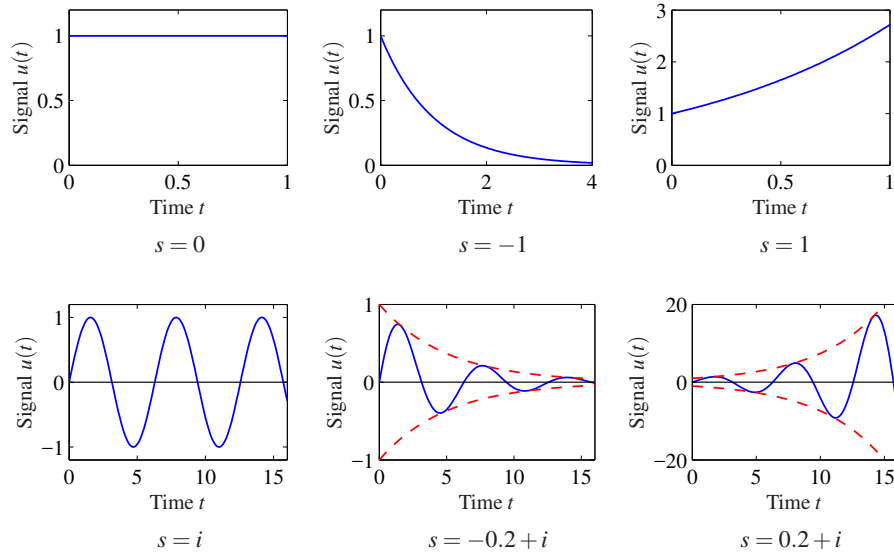 Signal u(t)
1
0.5
0
0
0.5
1
Time t
s = 0
Signal u(t)
1
0.5
0
0
2
4
Time t
s = −1
Signal u(t)
3
2
1
0
0
1
Time t
s = 1
Signal u(t)
1
0
−1
0
5
10
15
Time t
s = i
Signal u(t)
1
0
−1
0
5
10
15
Time t
s = −0.2 + i
Signal u(t)
20
0
−20
0
5
10
15
Time t
s = 0.2 + i